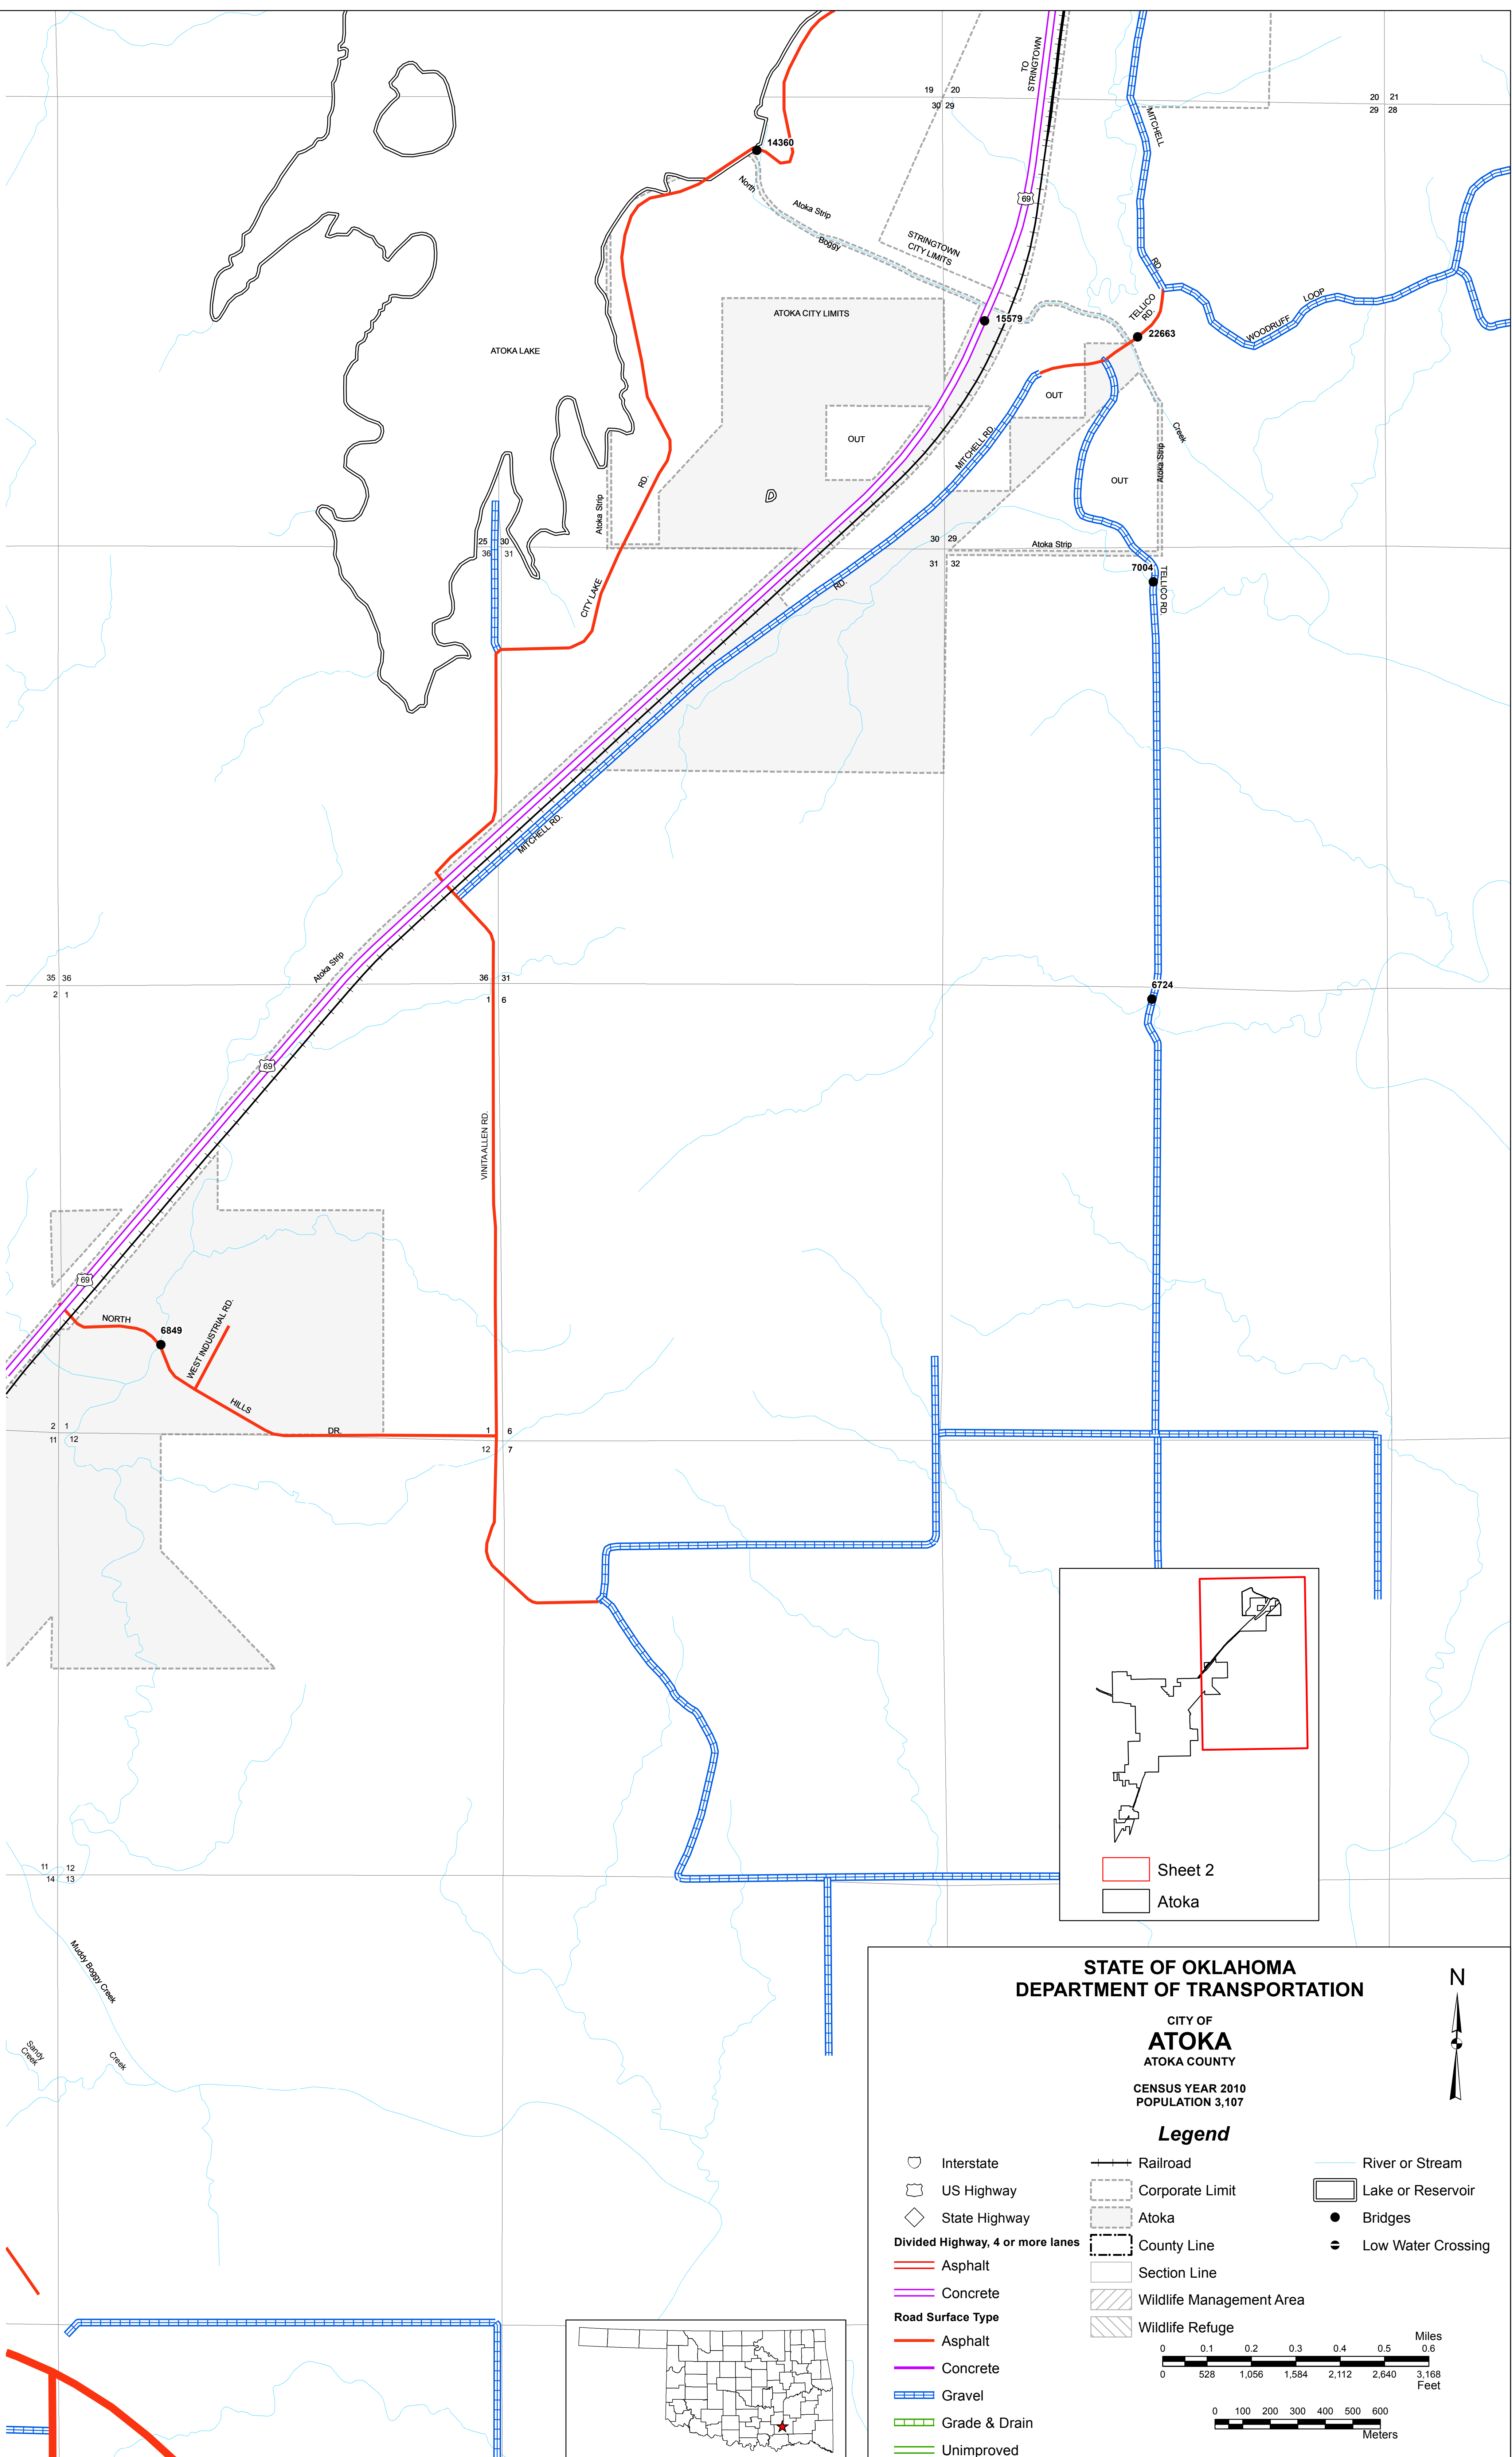 TO
STRINGTOWN
19 20
30 29
20 21
29 28
MITCHELL
14360
North
Atoka Strip
Boggy
69
STRINGTOWN
CITY LIMITS
RD
TELLICO
RD.
LOOP
WOODRUFF
ATOKA CITY LIMITS
15579
22663
ATOKA LAKE
OUT
OUT
MITCHELL RD.
Creek
RD.
Atoka Strip
OUT
Atoka Strip
25 30
36 31
30 29
31 32
Atoka Strip
7004
TELLICO RD
CITY LAKE
RD.
MITCHELL RD.
Atoka Strip
35 36
2 1
36 31
1 6
6724
69
VINITA ALLEN RD.
69
NORTH
6849
WEST INDUSTRIAL RD.
HILLS
DR.
2 1
11 12
1 6
12 7
Sheet 2
Atoka
11 12
14 13
Muddy Boggy Creek
Sandy
Creek
Creek
STATE OF OKLAHOMA
DEPARTMENT OF TRANSPORTATION
N
CITY OF
ATOKA
ATOKA COUNTY
CENSUS YEAR 2010
POPULATION 3,107
Legend
Interstate
US Highway
State Highway
Divided Highway, 4 or more lanes
Asphalt
Concrete
Road Surface Type
Asphalt
Concrete
Gravel
Grade & Drain
Unimproved
Railroad
Corporate Limit
Atoka
County Line
Section Line
Wildlife Management Area
Wildlife Refuge
River or Stream
Lake or Reservoir
Bridges
Low Water Crossing
Miles
0 0.1 0.2 0.3 0.4 0.5 0.6
0 528 1,056 1,584 2,112 2,640 3,168
Feet
0 100 200 300 400 500 600
Meters